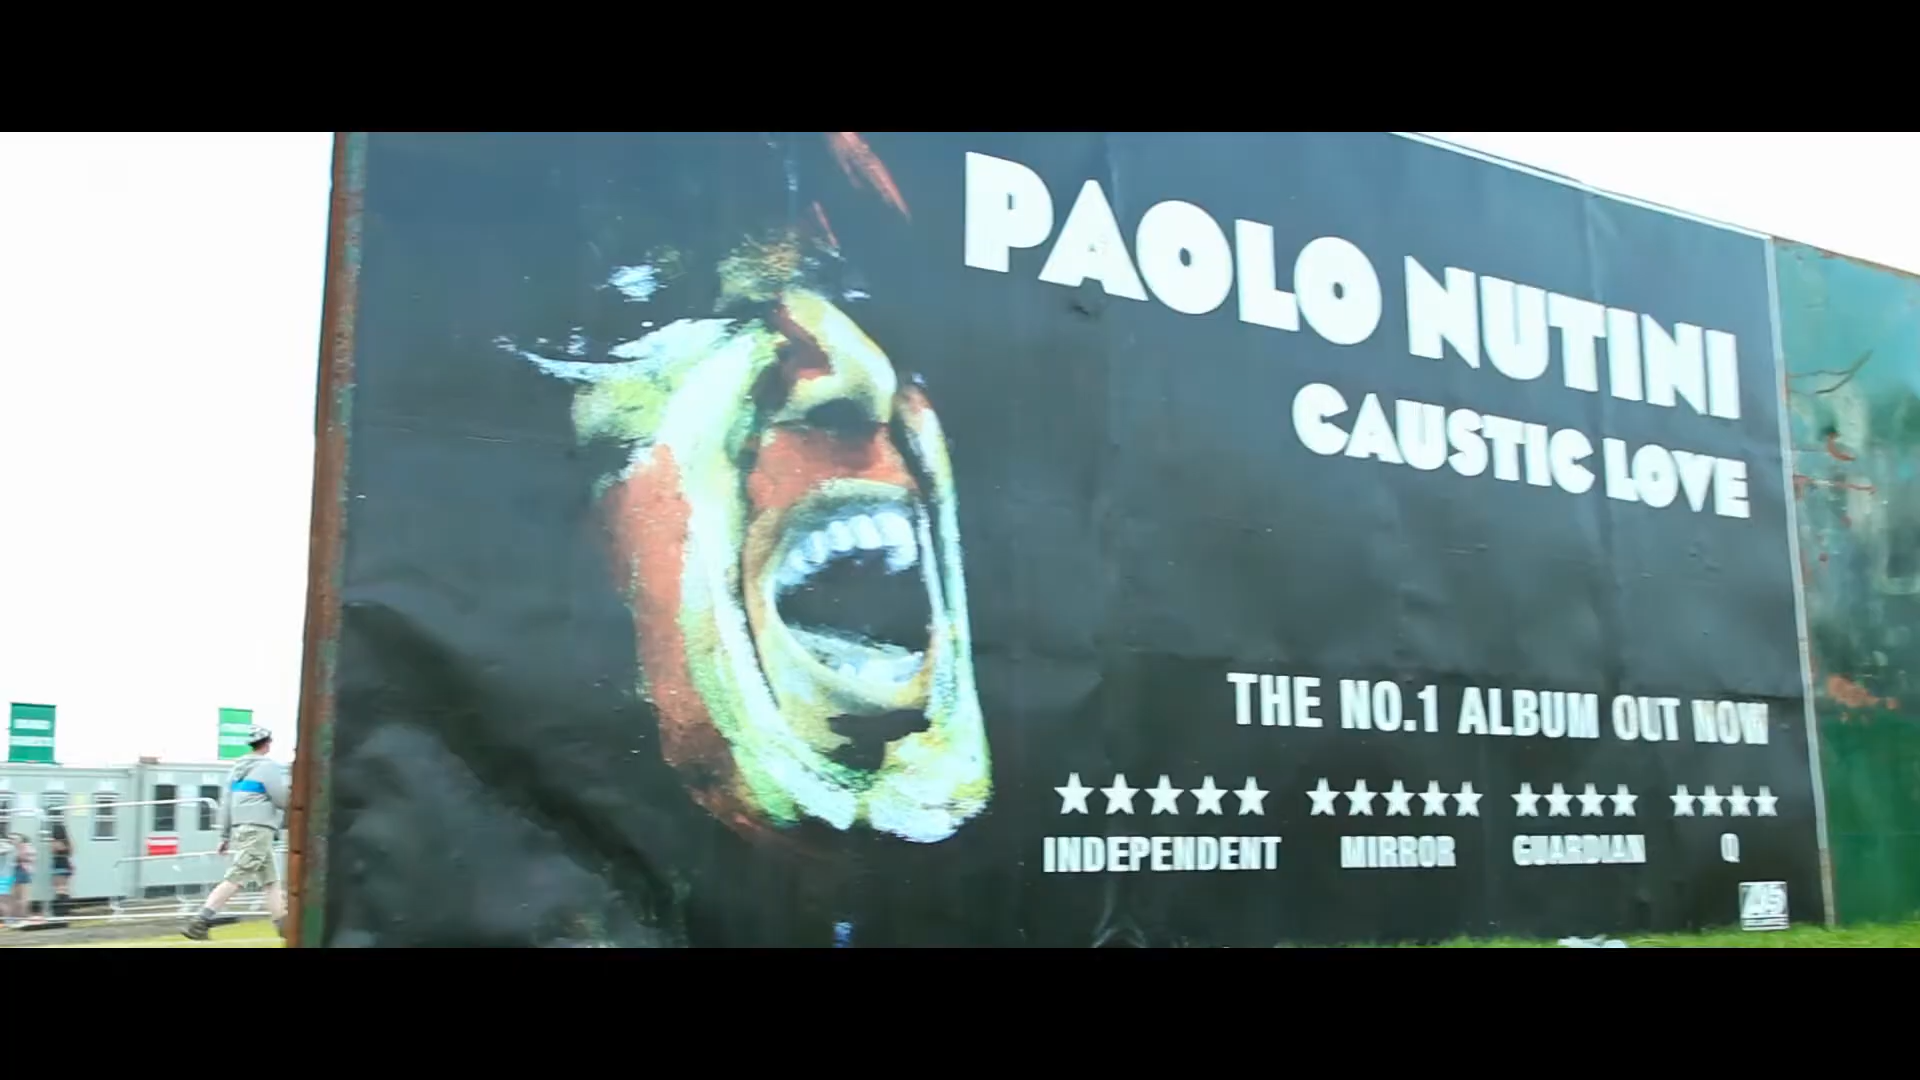 PAOLO NUTINI
CAUSTIC LOVE
THE NO.1 ALBUM OUT NOW
★★★★★ ★★★★★ ★★★★ ★★★★
INDEPENDENT MIRROR GUARDIAN Q